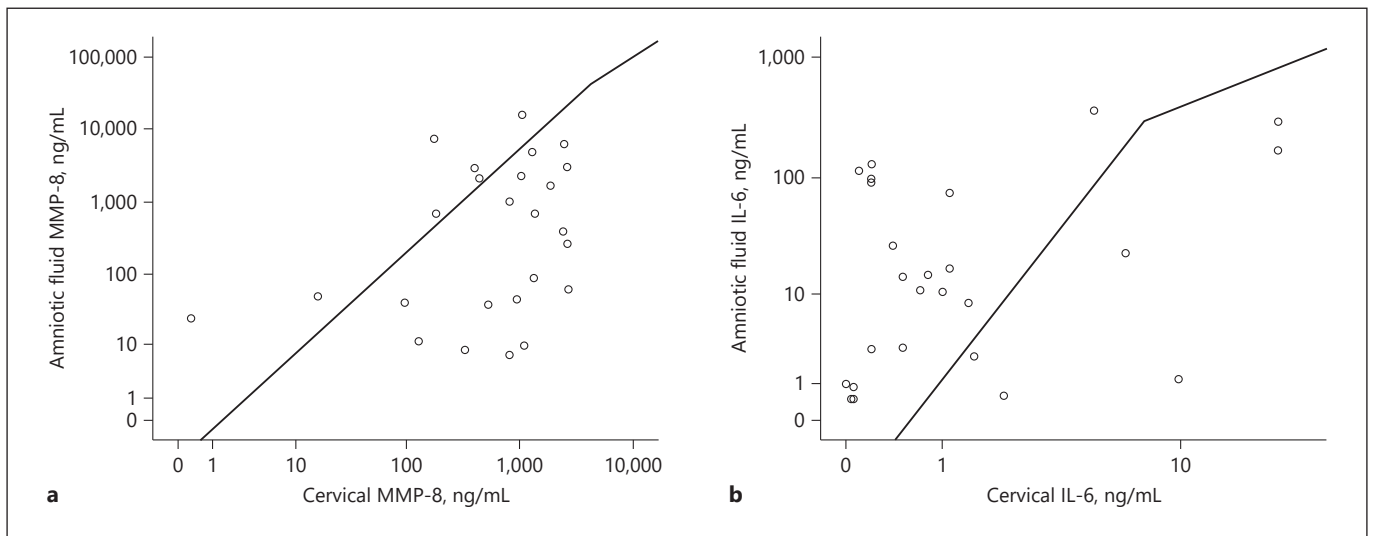 100,000
10,000
1,000
100
10
1
0
Amniotic fluid MMP-8, ng/mL
0 1 10 100 1,000 10,000
a Cervical MMP-8, ng/mL
1,000
100
10
1
0
Amniotic fluid IL-6, ng/mL
0 1 10
b Cervical IL-6, ng/mL